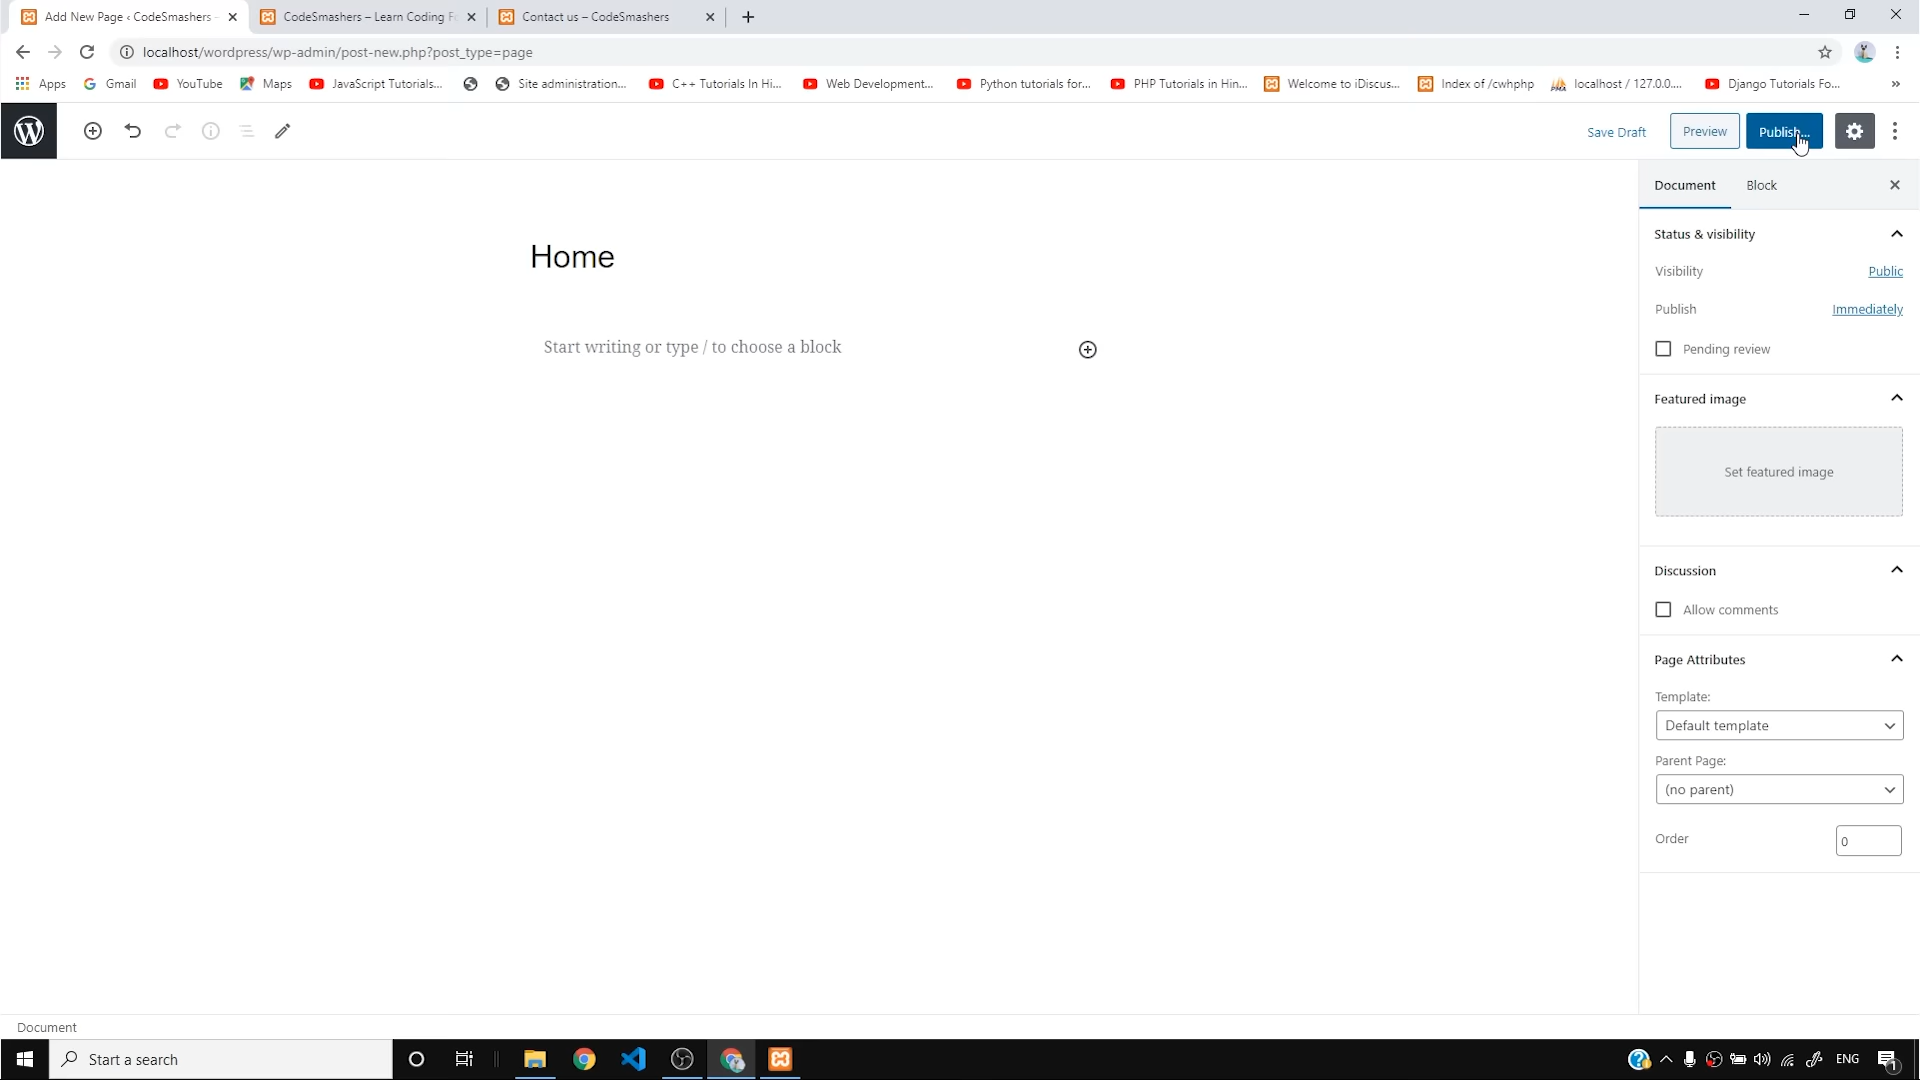 Add New Page ‹ CodeSmashers -
CodeSmashers – Learn Coding F
Contact us – CodeSmashers
localhost/wordpress/wp-admin/post-new.php?post_type=page
Apps
Gmail
YouTube
Maps
JavaScript Tutorials...
Site administration...
C++ Tutorials In Hi...
Web Development...
Python tutorials for...
PHP Tutorials in Hin...
Welcome to iDiscus...
Index of /cwhphp
localhost / 127.0.0....
Django Tutorials Fo...
»
Save Draft
Preview
Publish...
Document
Block
Status & visibility
Home
Visibility
Public
Publish
Immediately
Start writing or type / to choose a block
Pending review
Featured image
Set featured image
Discussion
Allow comments
Page Attributes
Template:
Default template
Parent Page:
(no parent)
Order
0
Document
Start a search
ENG
1